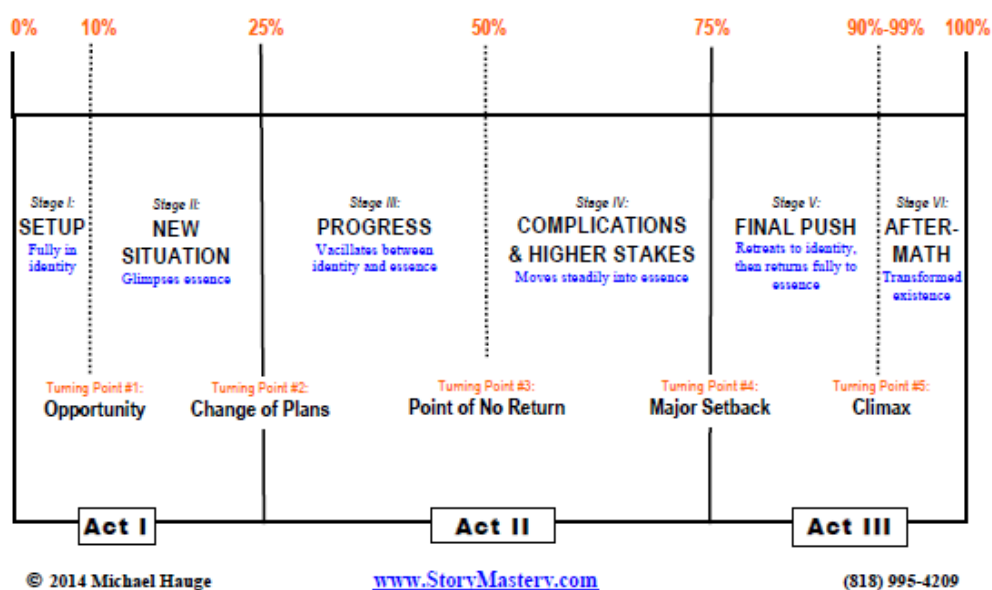 0% 10% 25% 50% 75% 90%-99% 100%
Stage I:
SETUP
Fully in
identity
Stage II:
NEW
SITUATION
Glimpses essence
Stage III:
PROGRESS
Vacillates between
identity and essence
Stage IV:
COMPLICATIONS
& HIGHER STAKES
Moves steadily into essence
Stage V:
FINAL PUSH
Retreats to identity,
then returns fully to
essence
Stage VI:
AFTER-
MATH
Transformed
existence
Turning Point #1:
Opportunity
Turning Point #2:
Change of Plans
Turning Point #3:
Point of No Return
Turning Point #4:
Major Setback
Turning Point #5:
Climax
Act I
Act II
Act III
© 2014 Michael Hauge
www.StoryMastery.com
(818) 995-4209